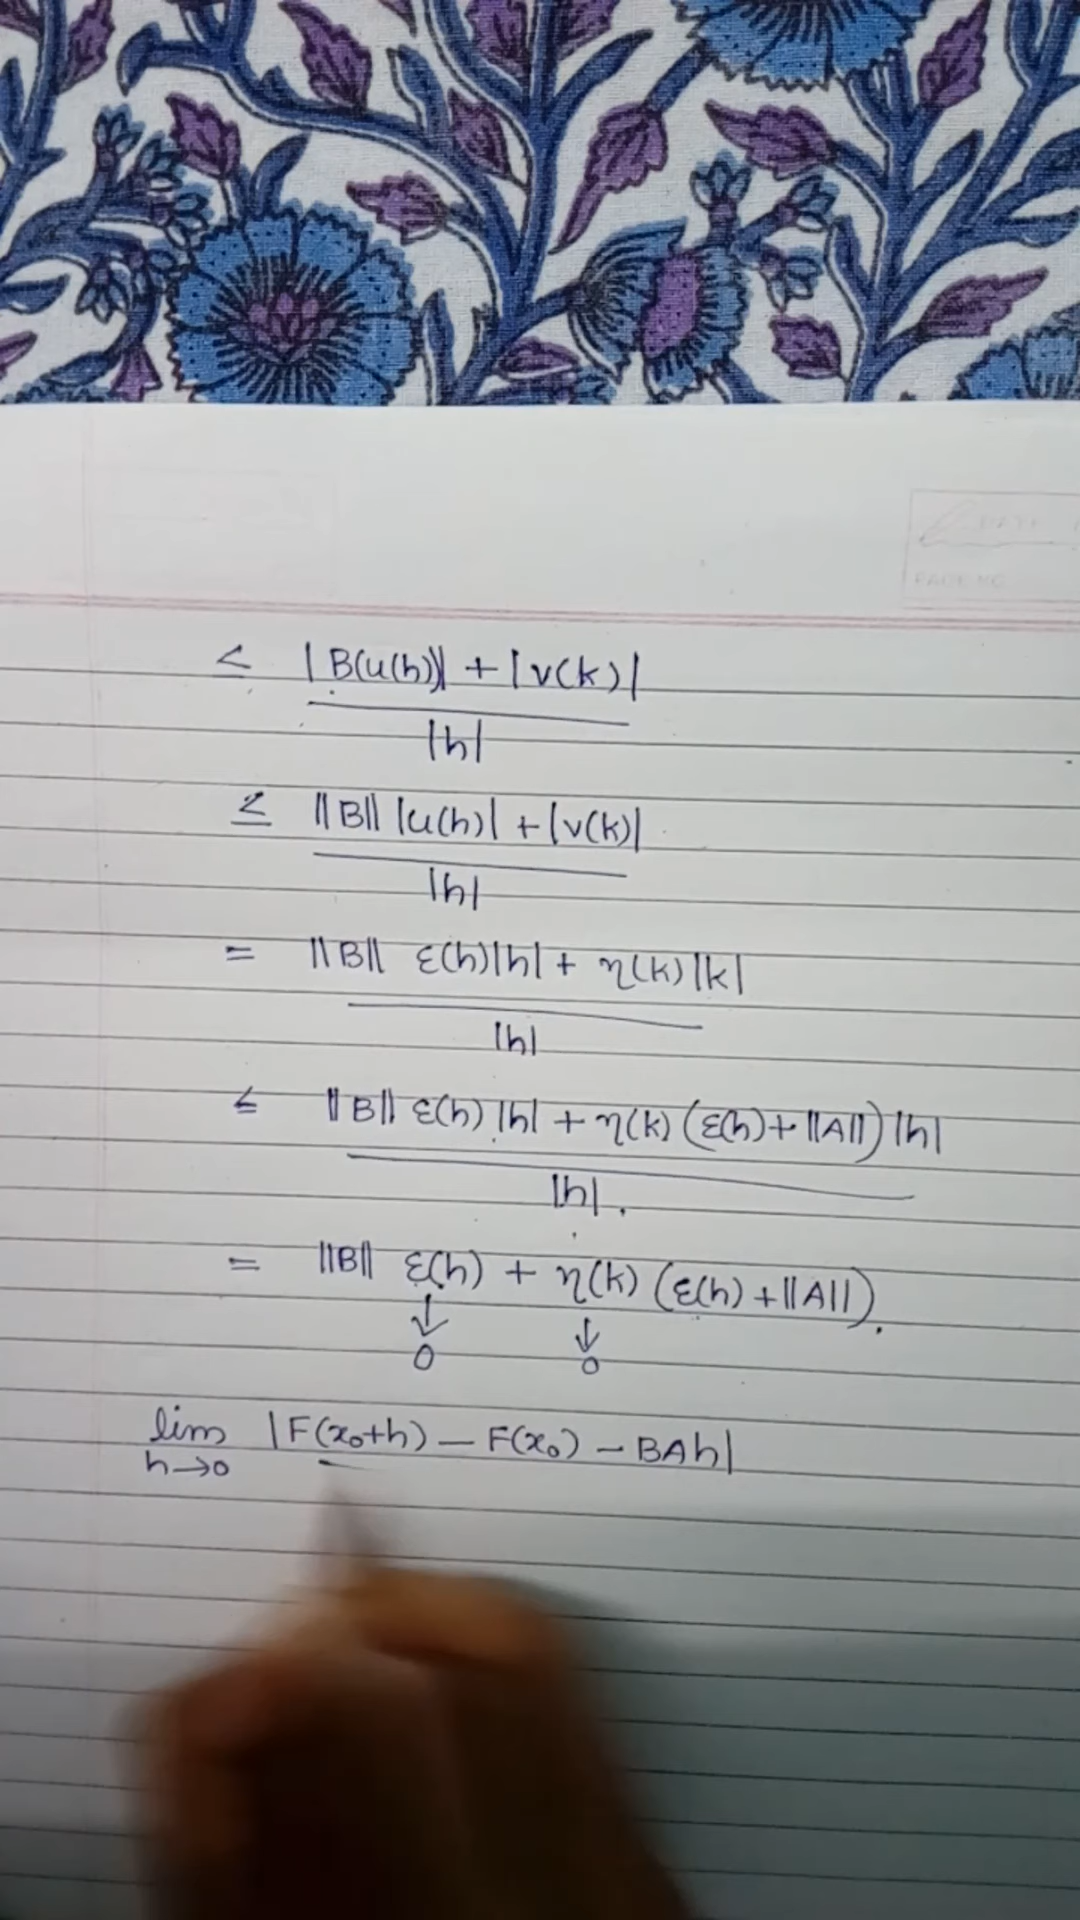 ≤ |B(u(h))| + |v(k)|
|h|
≤ ||B|| |u(h)| + |v(k)|
|h|
= ||B|| ε(h)|h| + η(k)|k|
|h|
≤ ||B|| ε(h)|h| + η(k)(ε(h)+||A||)|h|
|h|.
= ||B|| ε(h) + η(k)(ε(h)+||A||).
↓ ↓
0 0
lim |F(x₀+h) - F(x₀) - BAh|
h→0